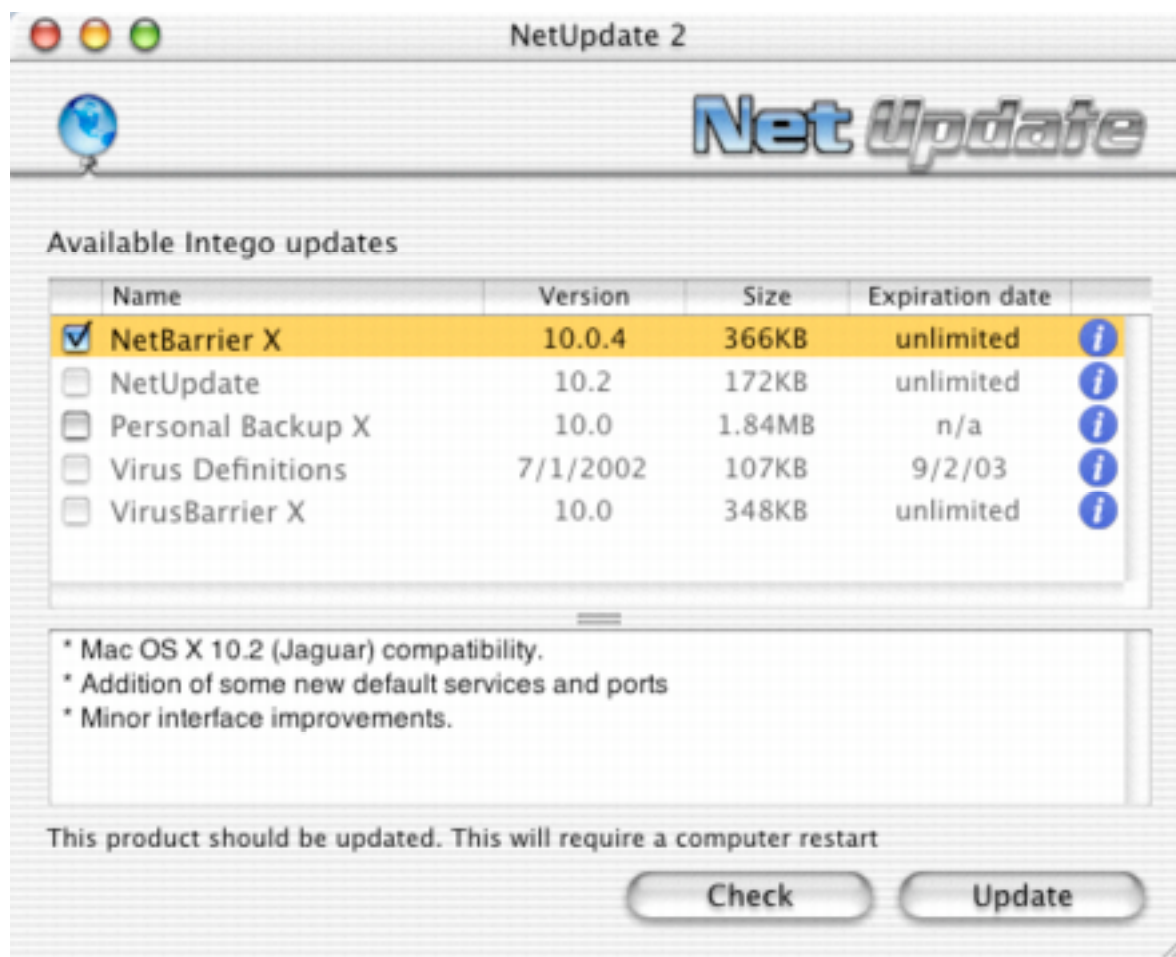 NetUpdate 2
Net Update
Available Intego updates
Name Version Size Expiration date
NetBarrier X 10.0.4 366KB unlimited i
NetUpdate 10.2 172KB unlimited i
Personal Backup X 10.0 1.84MB n/a i
Virus Definitions 7/1/2002 107KB 9/2/03 i
VirusBarrier X 10.0 348KB unlimited i
* Mac OS X 10.2 (Jaguar) compatibility.
* Addition of some new default services and ports
* Minor interface improvements.
This product should be updated. This will require a computer restart
Check Update